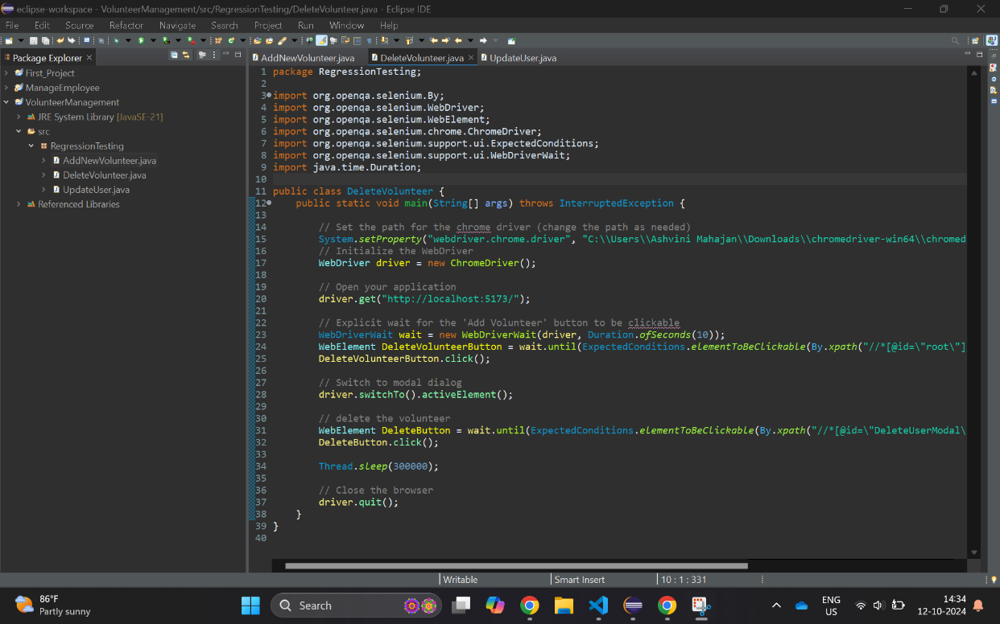 eclipse-workspace - VolunteerManagement/src/RegressionTesting/DeleteVolunteer.java - Eclipse IDE
File Edit Source Refactor Navigate Search Project Run Window Help
Package Explorer
First_Project
ManageEmployee
VolunteerManagement
JRE System Library [JavaSE-21]
src
RegressionTesting
AddNewVolunteer.java
DeleteVolunteer.java
UpdateUser.java
Referenced Libraries
AddNewVolunteer.java DeleteVolunteer.java UpdateUser.java
1 package RegressionTesting;
2
3 import org.openqa.selenium.By;
4 import org.openqa.selenium.WebDriver;
5 import org.openqa.selenium.WebElement;
6 import org.openqa.selenium.chrome.ChromeDriver;
7 import org.openqa.selenium.support.ui.ExpectedConditions;
8 import org.openqa.selenium.support.ui.WebDriverWait;
9 import java.time.Duration;
10
11 public class DeleteVolunteer {
12 public static void main(String[] args) throws InterruptedException {
13
14 // Set the path for the chrome driver (change the path as needed)
15 System.setProperty("webdriver.chrome.driver", "C:\\Users\\Ashvini Mahajan\\Downloads\\chromedriver-win64\\chromed
16 // Initialize the WebDriver
17 WebDriver driver = new ChromeDriver();
18
19 // Open your application
20 driver.get("http://localhost:5173/");
21
22 // Explicit wait for the 'Add Volunteer' button to be clickable
23 WebDriverWait wait = new WebDriverWait(driver, Duration.ofSeconds(10));
24 WebElement DeleteVolunteerButton = wait.until(ExpectedConditions.elementToBeClickable(By.xpath("//*[@id=\"root\"]
25 DeleteVolunteerButton.click();
26
27 // Switch to modal dialog
28 driver.switchTo().activeElement();
29
30 // delete the volunteer
31 WebElement DeleteButton = wait.until(ExpectedConditions.elementToBeClickable(By.xpath("//*[@id=\"DeleteUserModal\
32 DeleteButton.click();
33
34 Thread.sleep(300000);
35
36 // Close the browser
37 driver.quit();
38 }
39 }
40
Writable Smart Insert 10 : 1 : 331
86°F
Partly sunny
Search
ENG
US
14:34
12-10-2024